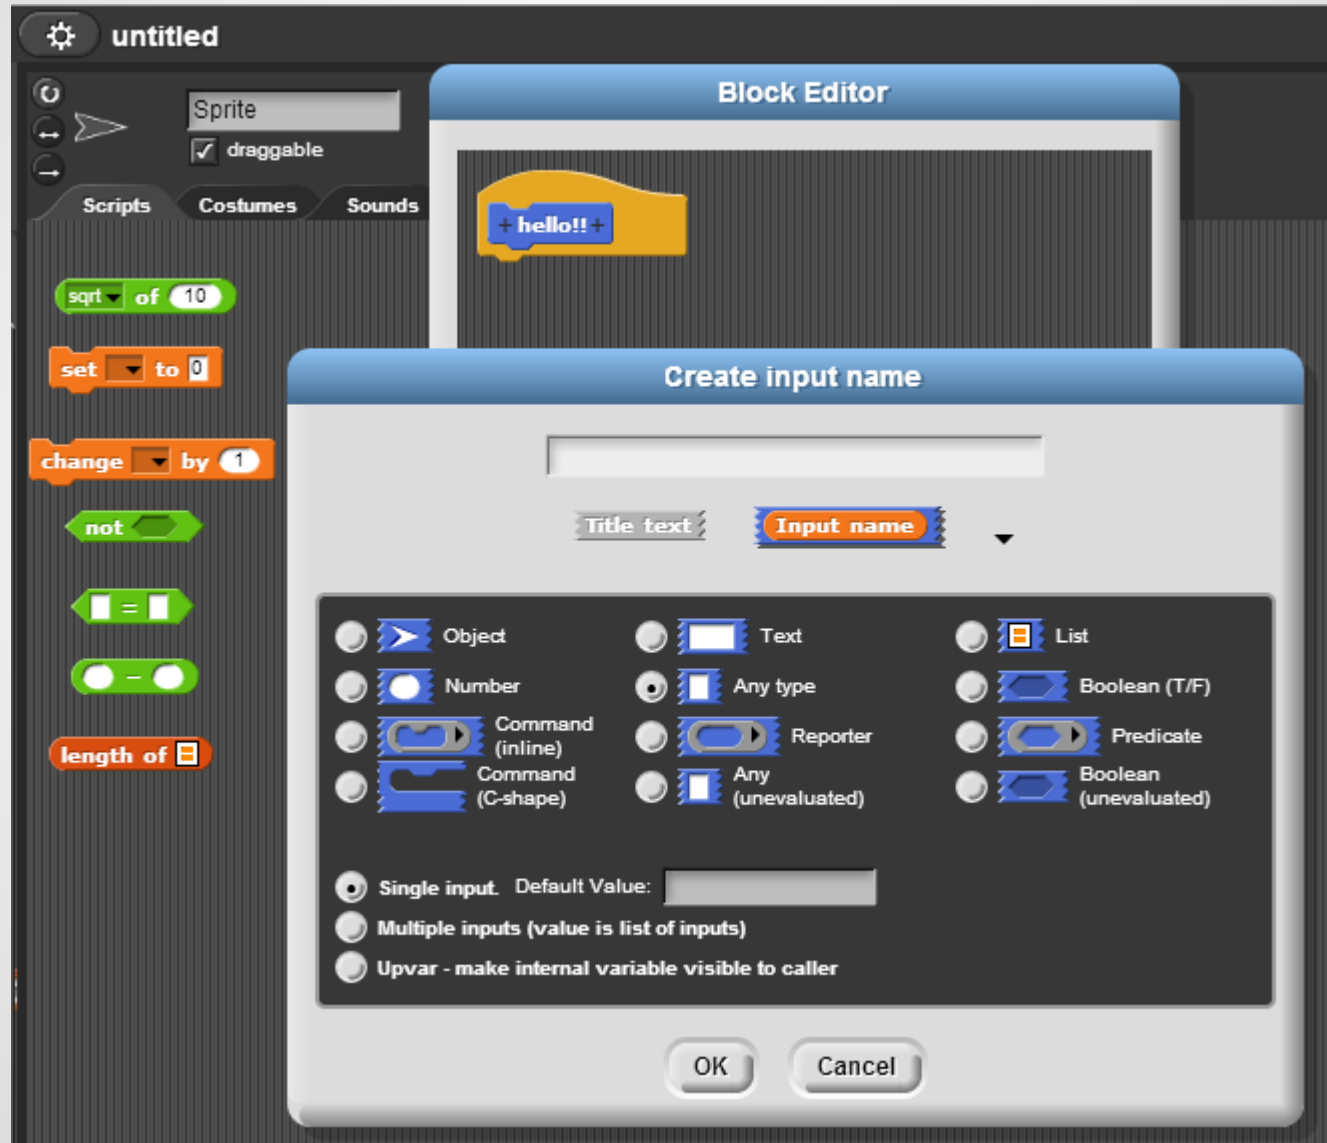 untitled
Sprite
draggable
Scripts Costumes Sounds
Block Editor
+ hello!! +
sqrt of 10
set to 0
change by 1
not
=
−
length of
Create input name
Title text Input name
Object Text List
Number Any type Boolean (T/F)
Command
(inline)
Reporter Predicate
Command
(C-shape)
Any
(unevaluated)
Boolean
(unevaluated)
Single input. Default Value:
Multiple inputs (value is list of inputs)
Upvar - make internal variable visible to caller
OK Cancel